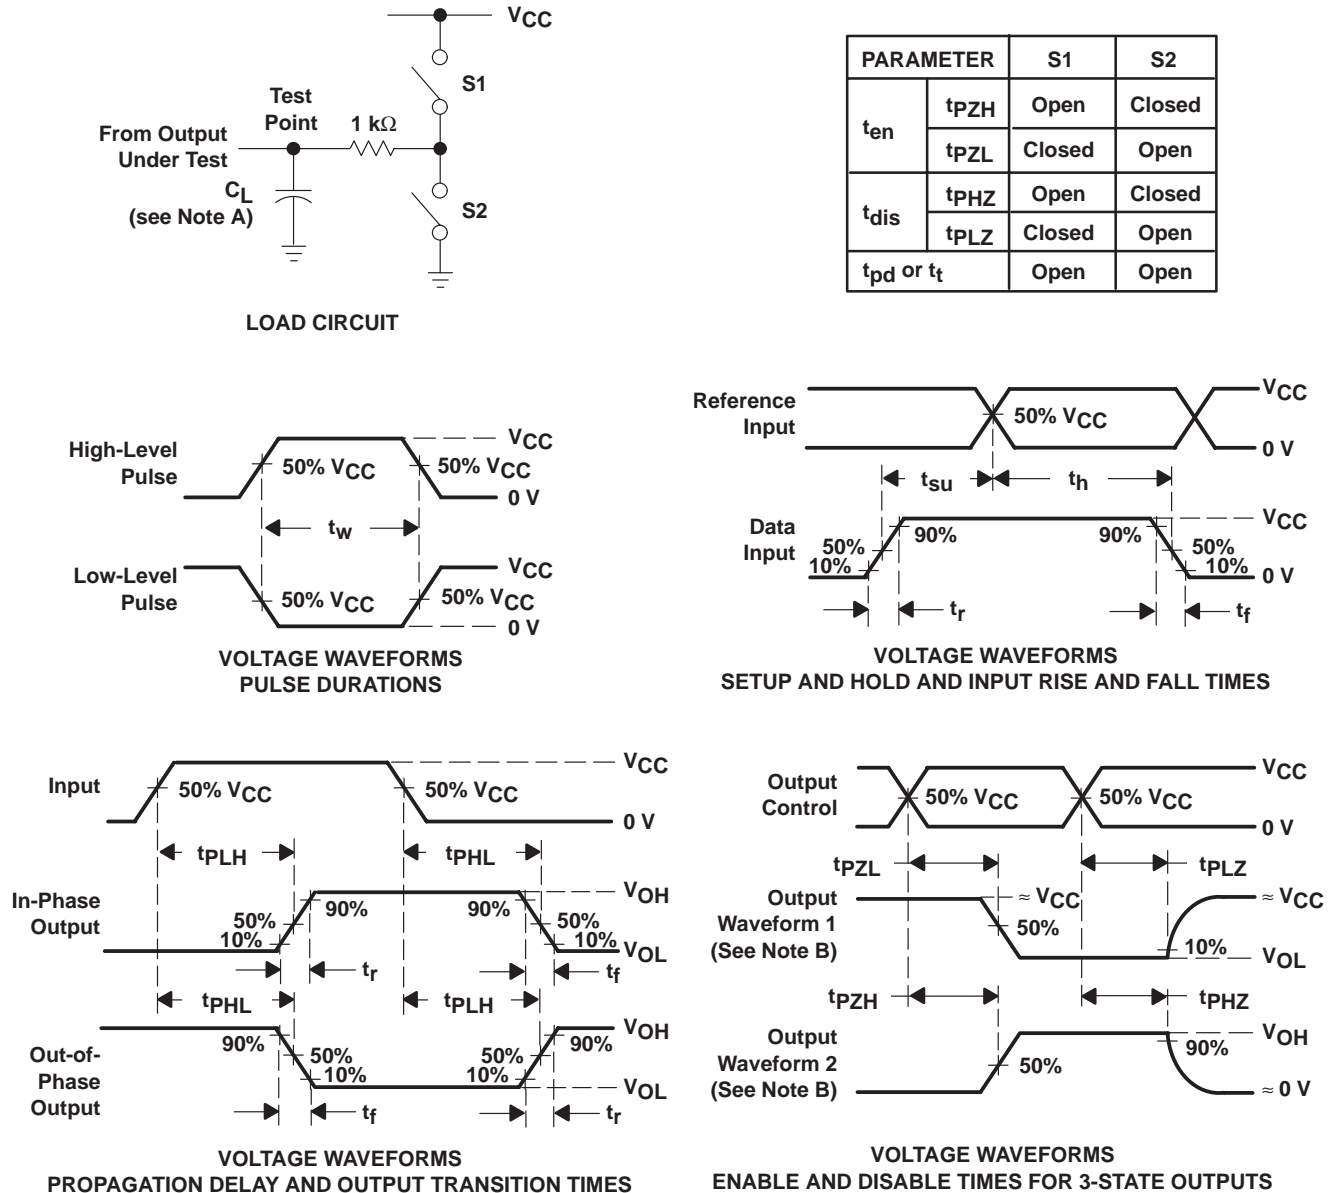 VCC
S1
Test
Point
1 kΩ
From Output
Under Test
CL
(see Note A)
S2
LOAD CIRCUIT
PARAMETER S1 S2
ten tPZH Open Closed
tPZL Closed Open
tdis tPHZ Open Closed
tPLZ Closed Open
tpd or tt Open Open
High-Level
Pulse
50% VCC
50% VCC
VCC
0 V
tw
Low-Level
Pulse
50% VCC
50% VCC
VCC
0 V
VOLTAGE WAVEFORMS
PULSE DURATIONS
Reference
Input
50% VCC
VCC
0 V
tsu
th
Data
Input
50%
10%
90%
90%
50%
10%
VCC
0 V
tr
tf
VOLTAGE WAVEFORMS
SETUP AND HOLD AND INPUT RISE AND FALL TIMES
Input
50% VCC
50% VCC
VCC
0 V
tPLH
tPHL
In-Phase
Output
50%
10%
90%
90%
50%
10%
VOH
VOL
tr
tf
tPHL
tPLH
Out-of-
Phase
Output
90%
50%
10%
50%
10%
90%
VOH
VOL
tf
tr
VOLTAGE WAVEFORMS
PROPAGATION DELAY AND OUTPUT TRANSITION TIMES
Output
Control
50% VCC
50% VCC
VCC
0 V
tPZL
tPLZ
Output
Waveform 1
(See Note B)
≈ VCC
50%
≈ VCC
10%
VOL
tPZH
tPHZ
Output
Waveform 2
(See Note B)
50%
VOH
90%
≈ 0 V
VOLTAGE WAVEFORMS
ENABLE AND DISABLE TIMES FOR 3-STATE OUTPUTS